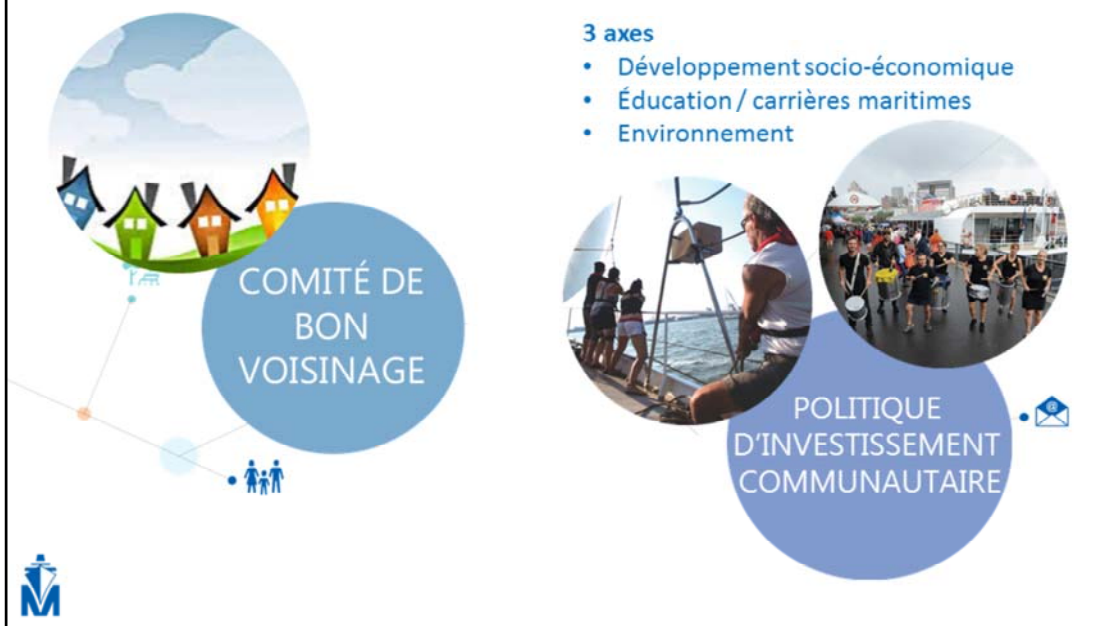 3 axes
• Développement socio-économique
• Éducation / carrières maritimes
• Environnement
COMITÉ DE
BON
VOISINAGE
POLITIQUE
D'INVESTISSEMENT
COMMUNAUTAIRE
@
M